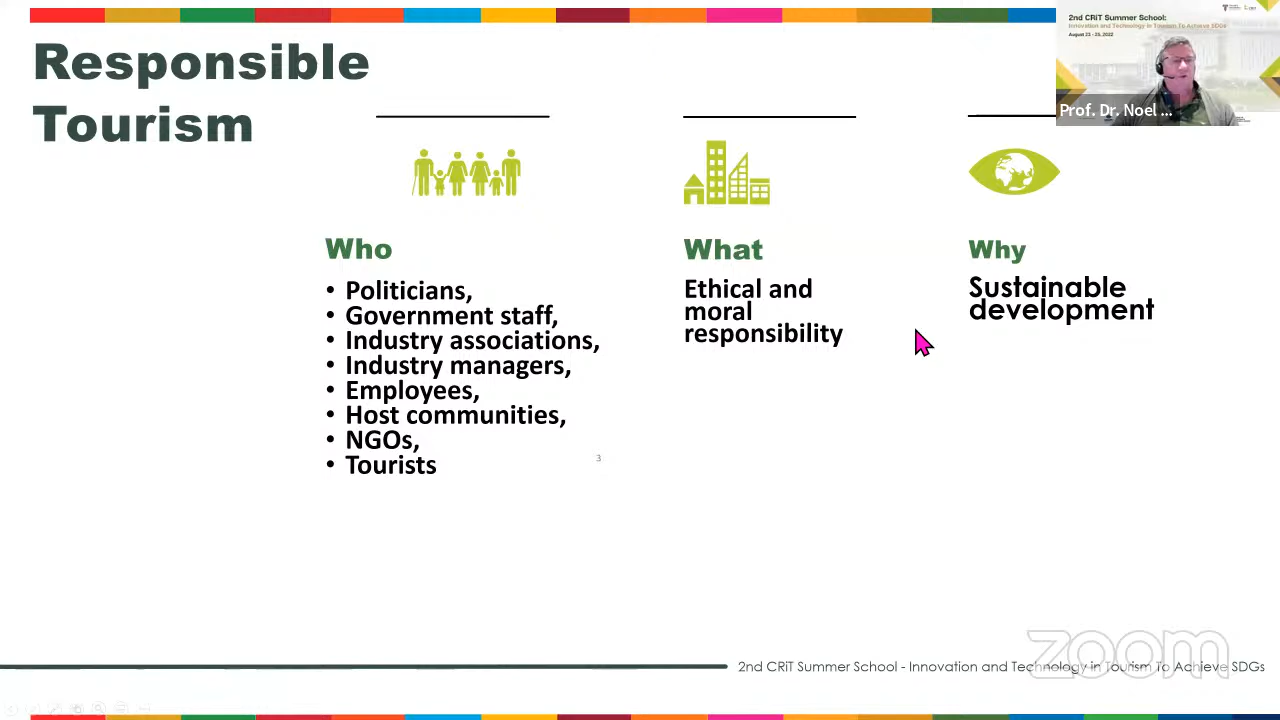 Responsible
Tourism
2nd CRiT Summer School:
Innovation and Technology in Tourism To Achieve SDGs
August 23 - 25, 2022
Prof. Dr. Noel ...
Who
• Politicians,
• Government staff,
• Industry associations,
• Industry managers,
• Employees,
• Host communities,
• NGOs,
• Tourists
3
What
Ethical and
moral
responsibility
Why
Sustainable
development
zoom
2nd CRiT Summer School - Innovation and Technology in Tourism To Achieve SDGs